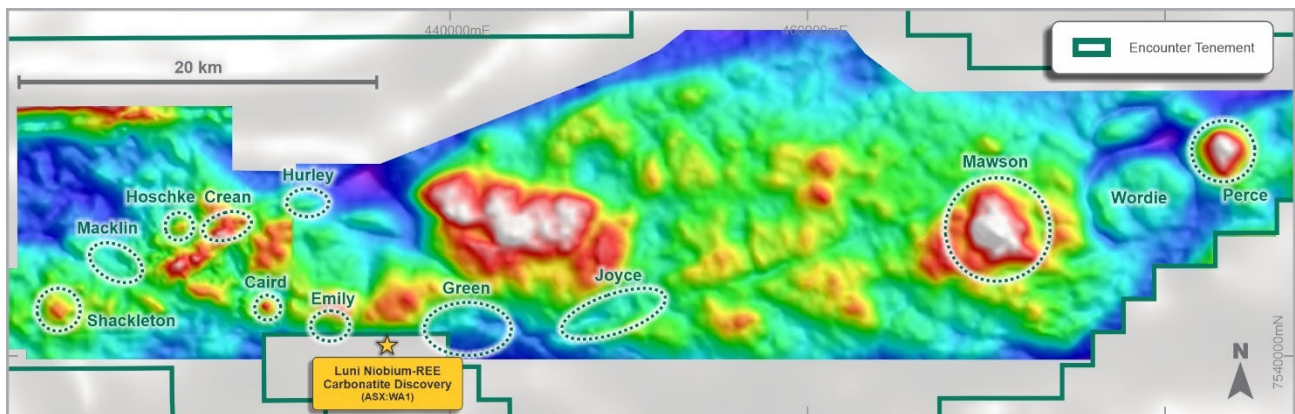 440000mE
460000mE
Encounter Tenement
20 km
Hurley
Hoschke
Crean
Mawson
Wordie
Perce
Macklin
Joyce
Caird
Emily
Green
Shackleton
Luni Niobium-REE
Carbonatite Discovery
(ASX:WA1)
N
7540000mN